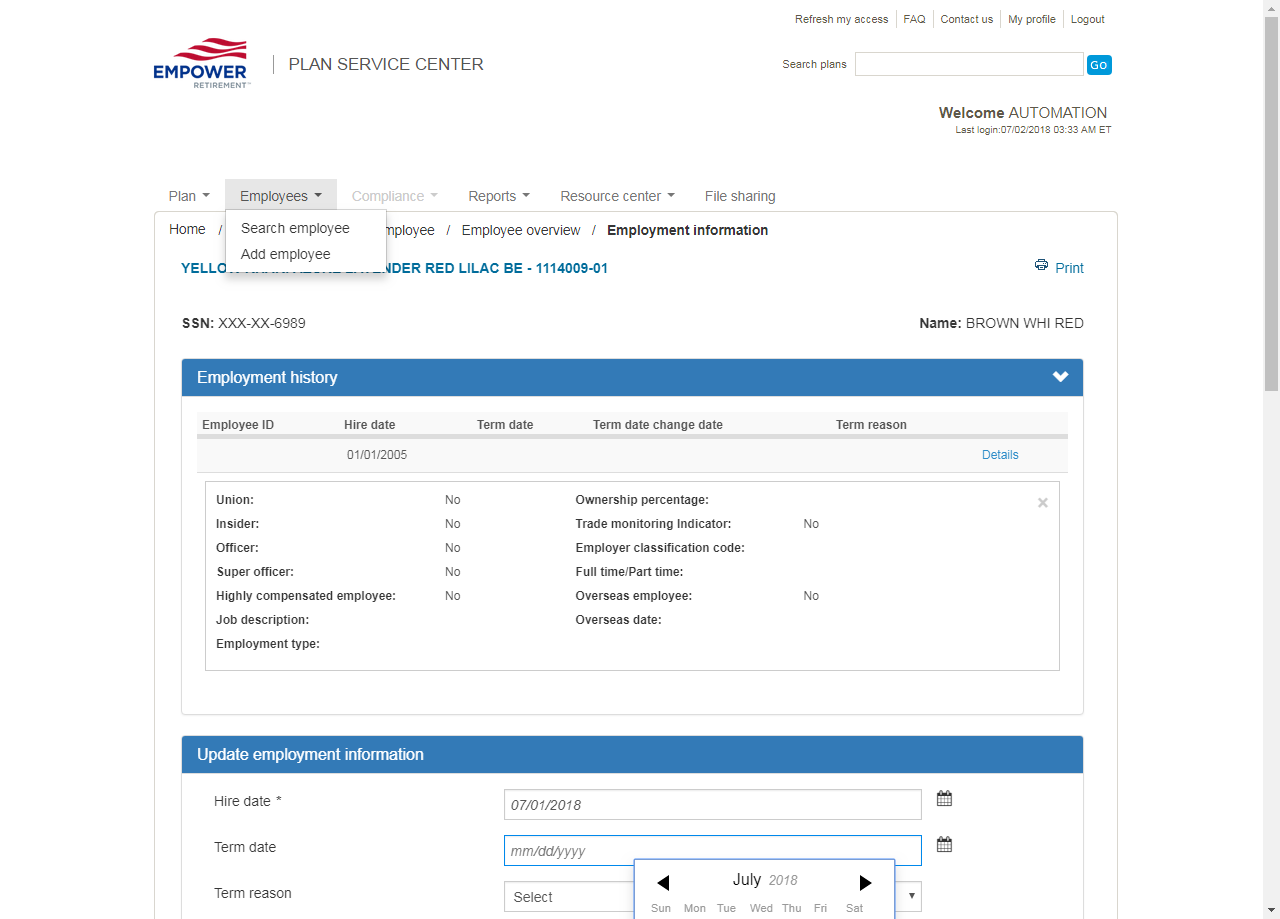 Refresh my access FAQ Contact us My profile Logout
EMPOWER
RETIREMENT™
PLAN SERVICE CENTER
Search plans Go
Welcome AUTOMATION
Last login:07/02/2018 03:33 AM ET
Plan Employees Compliance Reports Resource center File sharing
Home / mployee / Employee overview / Employment information
Search employee
Add employee
RED LILAC BE - 1114009-01
Print
SSN: XXX-XX-6989 Name: BROWN WHI RED
Employment history
Employee ID Hire date Term date Term date change date Term reason
01/01/2005 Details
Union: No Ownership percentage:
Insider: No Trade monitoring Indicator: No
Officer: No Employer classification code:
Super officer: No Full time/Part time:
Highly compensated employee: No Overseas employee: No
Job description: Overseas date:
Employment type:
Update employment information
Hire date * 07/01/2018
Term date mm/dd/yyyy
Term reason Select
July 2018
Sun Mon Tue Wed Thu Fri Sat